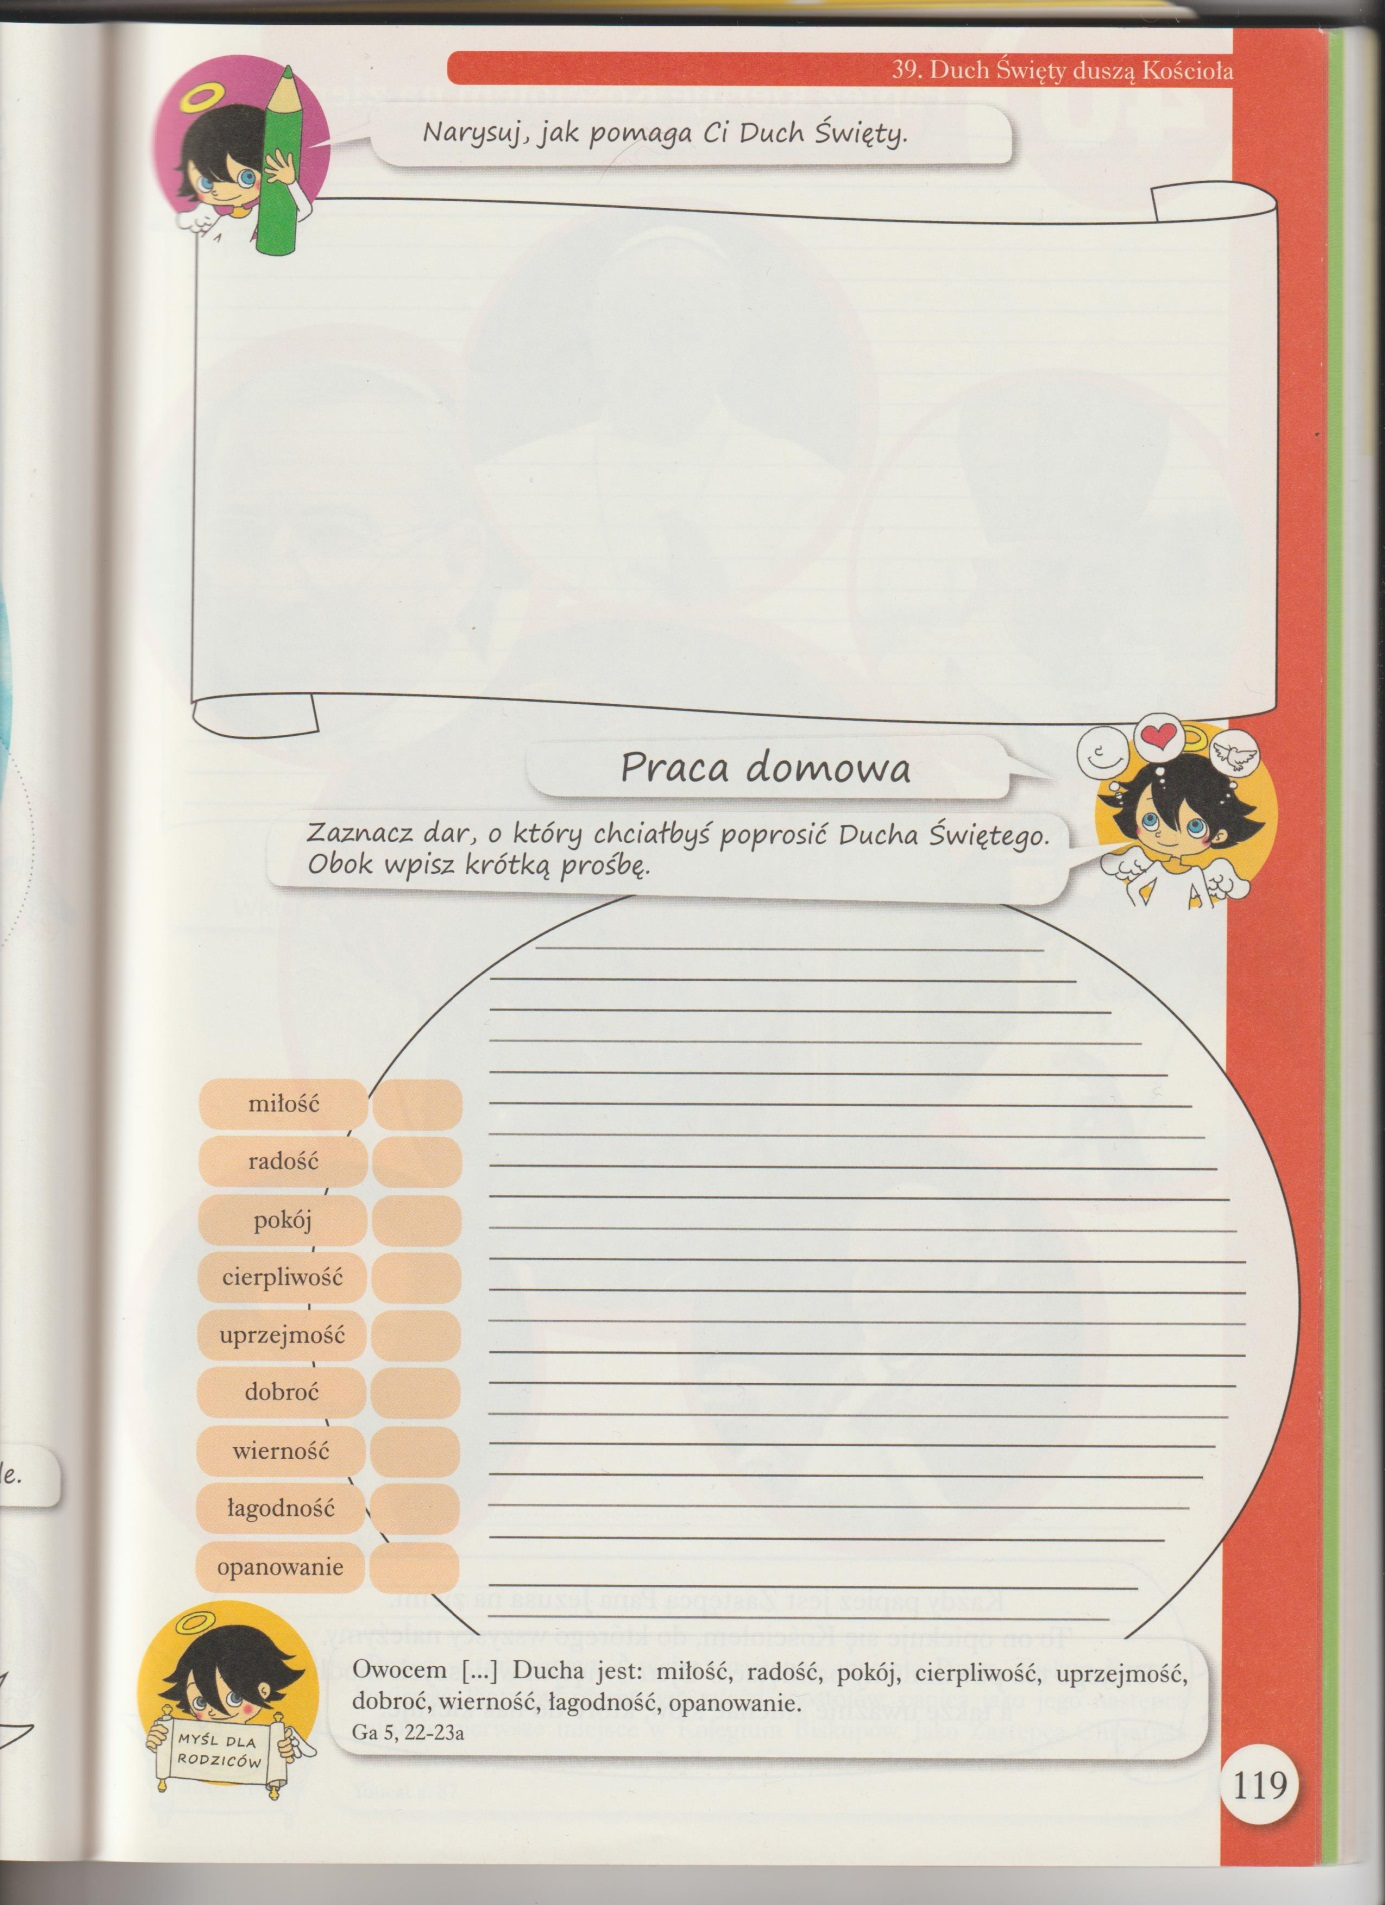 39. Duch Święty duszą Kościoła
Narysuj, jak pomaga Ci Duch Święty.
Praca domowa
Zaznacz dar, o który chciałbyś poprosić Ducha Świętego.
Obok wpisz krótką prośbę.
miłość
radość
pokój
cierpliwość
uprzejmość
dobroć
wierność
łagodność
opanowanie
le.
Owocem [...] Ducha jest: miłość, radość, pokój, cierpliwość, uprzejmość,
dobroć, wierność, łagodność, opanowanie.
Ga 5, 22-23a
MYŚL DLA
RODZICÓW
119